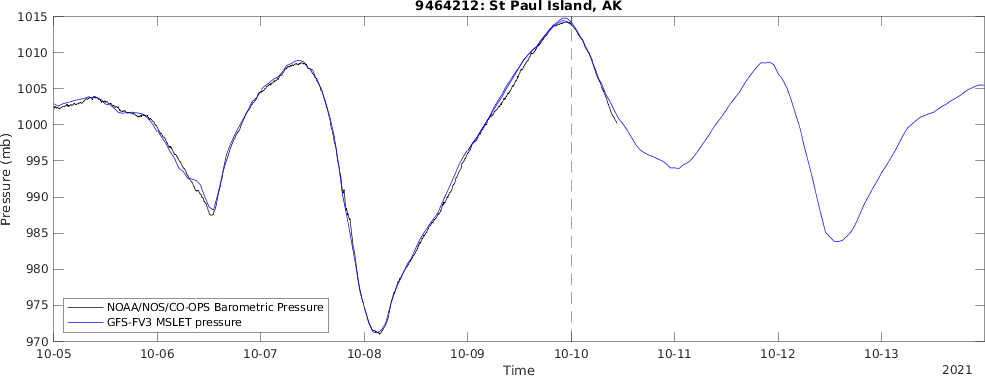 9464212: St Paul Island, AK
Pressure (mb)
1015
1010
1005
1000
995
990
985
980
975
970
NOAA/NOS/CO-OPS Barometric Pressure
GFS-FV3 MSLET pressure
10-05 10-06 10-07 10-08 10-09 10-10 10-11 10-12 10-13
Time
2021